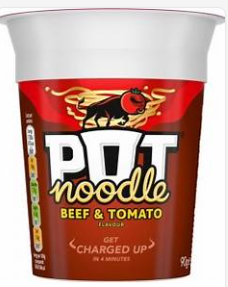 POT
noodle
BEEF & TOMATO
FLAVOUR
GET
CHARGED UP
IN 4 MINUTES